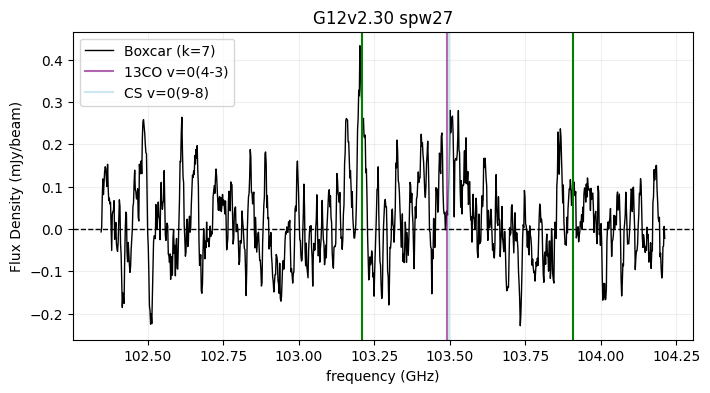 G12v2.30 spw27
Boxcar (k=7)
13CO v=0(4-3)
CS v=0(9-8)
Flux Density (mJy/beam)
0.4
0.3
0.2
0.1
0.0
−0.1
−0.2
102.50 102.75 103.00 103.25 103.50 103.75 104.00 104.25
frequency (GHz)